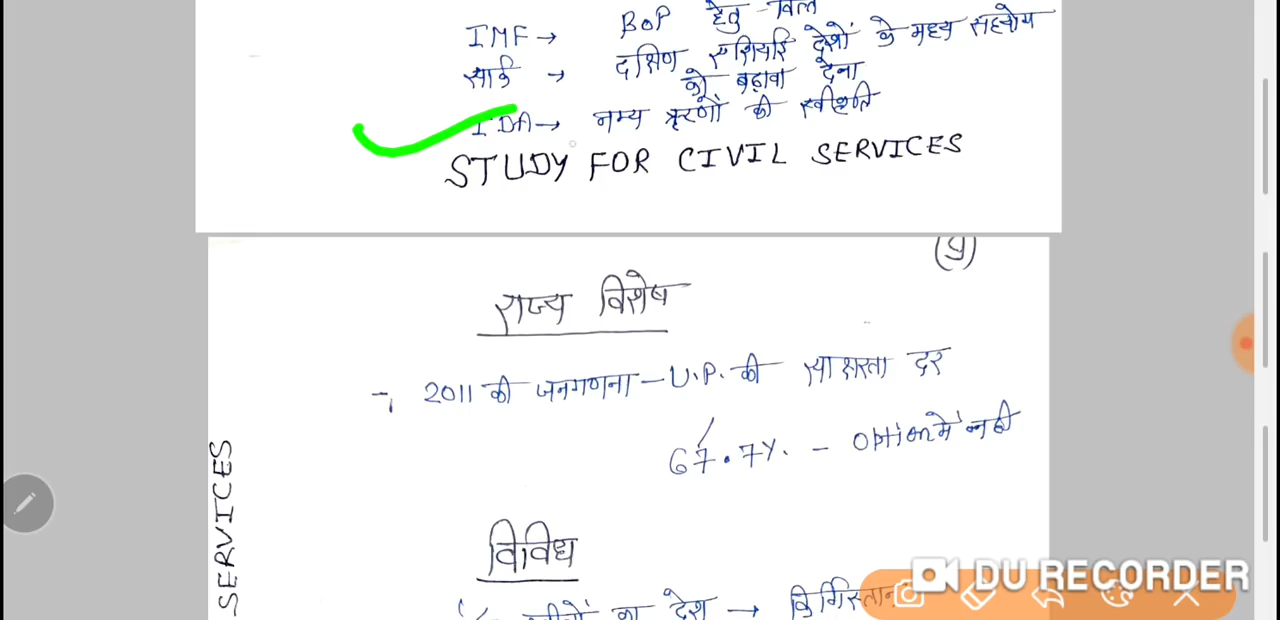 IMF → BOP हेतु वित्त
सार्क → दक्षिण एशियाई देशों के मध्य सहयोग
को बढ़ावा देना
IDA → नम्य ऋणों की स्वीकृति
STUDY FOR CIVIL SERVICES
(9)
राज्य विशेष
→ 2011 की जनगणना - U.P. की साक्षरता दर
67.7%. - option में नही
विविध
का देश → किर्गिस्तान
SERVICES
DU RECORDER